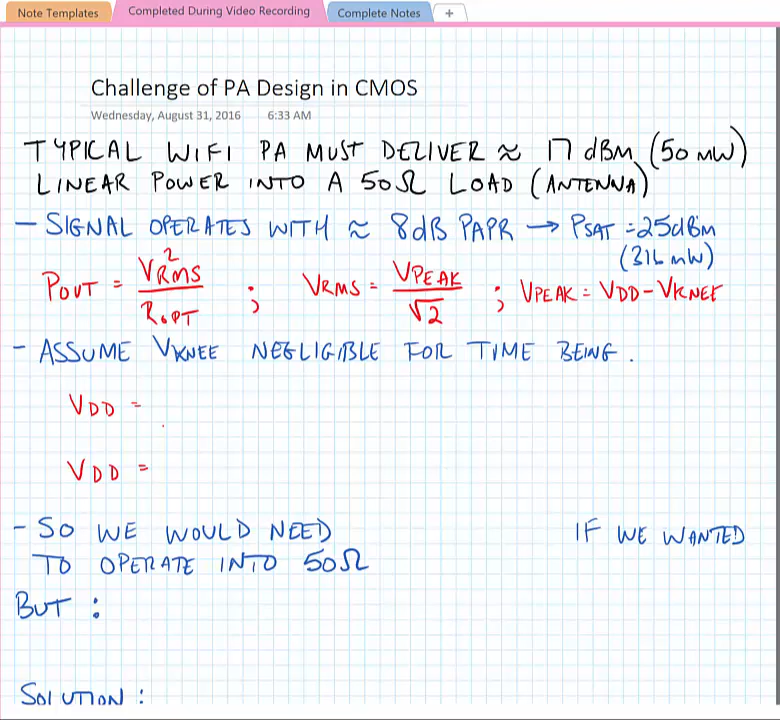 Note Templates Completed During Video Recording Complete Notes +
Challenge of PA Design in CMOS
Wednesday, August 31, 2016 6:33 AM
TYPICAL WIFI PA MUST DELIVER ≈ 17 dBm (50 mW)
LINEAR POWER INTO A 50Ω LOAD (ANTENNA)
- SIGNAL OPERATES WITH ≈ 8dB PAPR → PSAT = 25dBm
(316 mW)
POUT = VRMS² / ROPT ; VRMS = VPEAK / √2 ; VPEAK = VDD - VKNEE
- ASSUME VKNEE NEGLIGIBLE FOR TIME BEING.
VDD =
VDD =
- SO WE WOULD NEED IF WE WANTED
TO OPERATE INTO 50Ω
BUT :
SOLUTION :